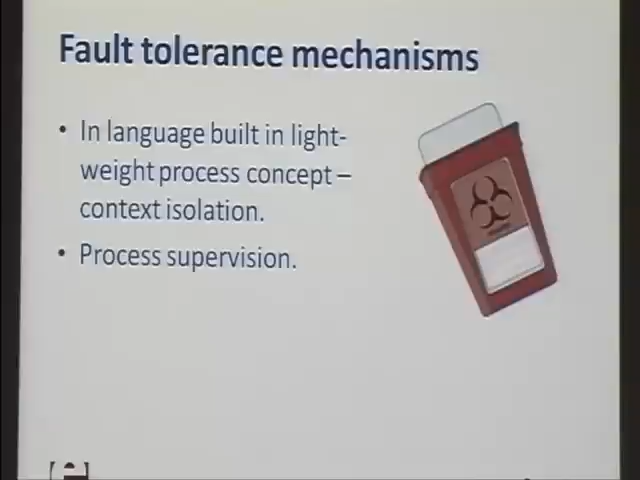 Fault tolerance mechanisms
• In language built in light-
weight process concept –
context isolation.
• Process supervision.
[e]